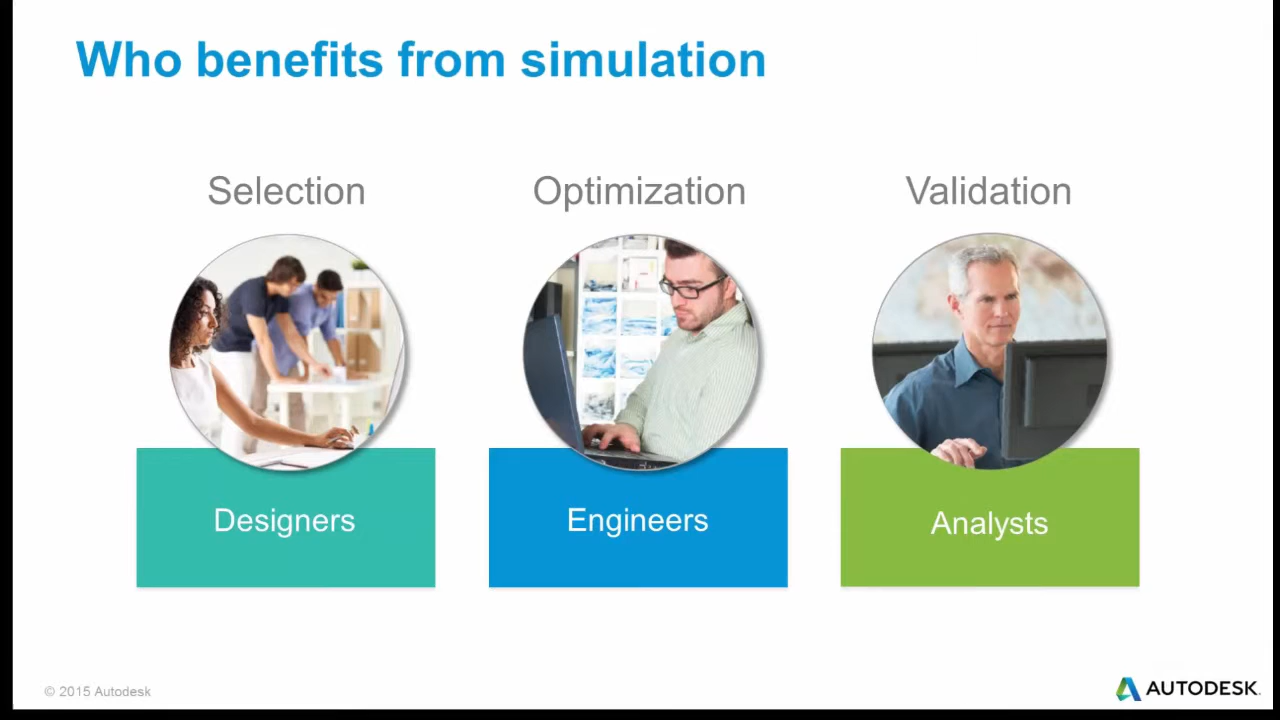 Who benefits from simulation
Selection
Optimization
Validation
Designers
Engineers
Analysts
© 2015 Autodesk
AUTODESK.